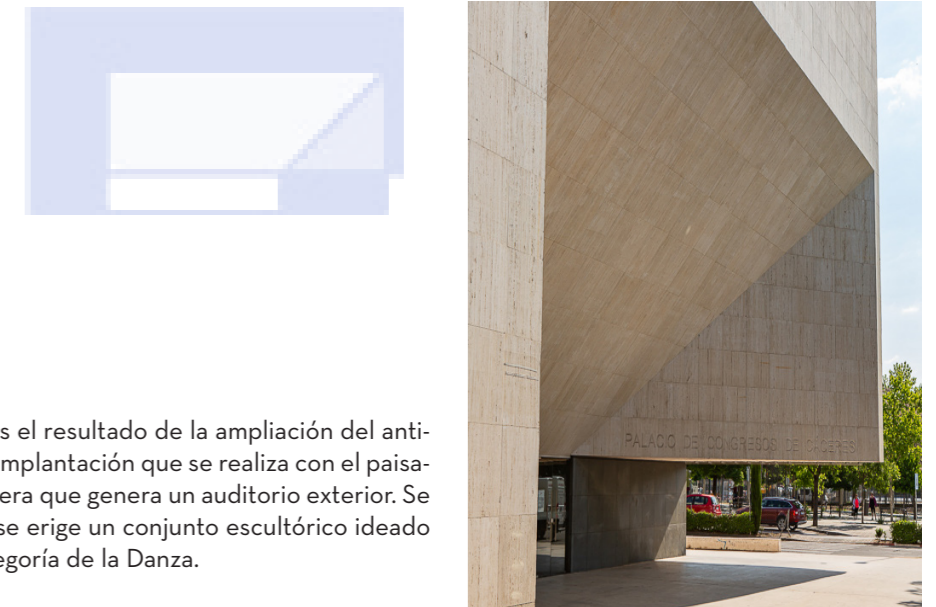 s el resultado de la ampliación del anti-
mplantación que se realiza con el paisa-
era que genera un auditorio exterior. Se
se erige un conjunto escultórico ideado
egoría de la Danza.
PALACIO DE CONGRESOS DE CÁCERES